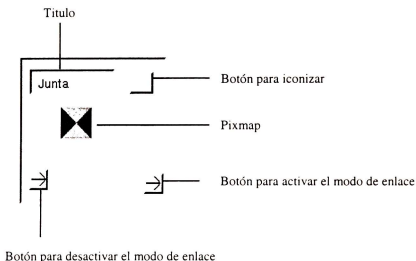 Titulo
Junta
Botón para iconizar
Pixmap
Botón para activar el modo de enlace
Botón para desactivar el modo de enlace